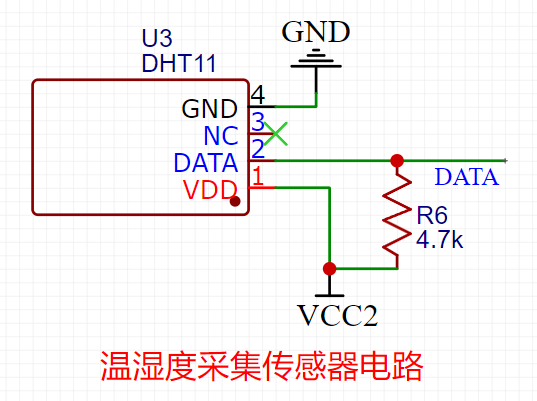 U3
DHT11
GND
GND 4
NC 3
DATA 2
VDD 1
DATA
R6
4.7k
VCC2
温湿度采集传感器电路